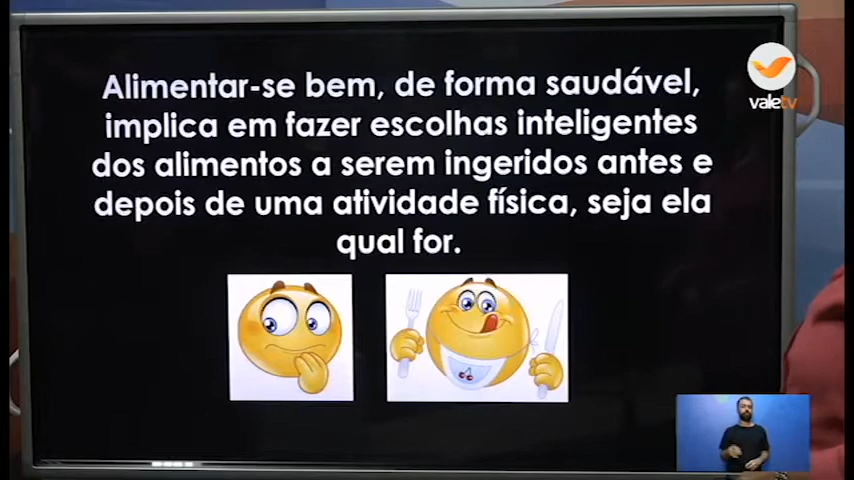 Alimentar-se bem, de forma saudável,
implica em fazer escolhas inteligentes
dos alimentos a serem ingeridos antes e
depois de uma atividade física, seja ela
qual for.
valetv